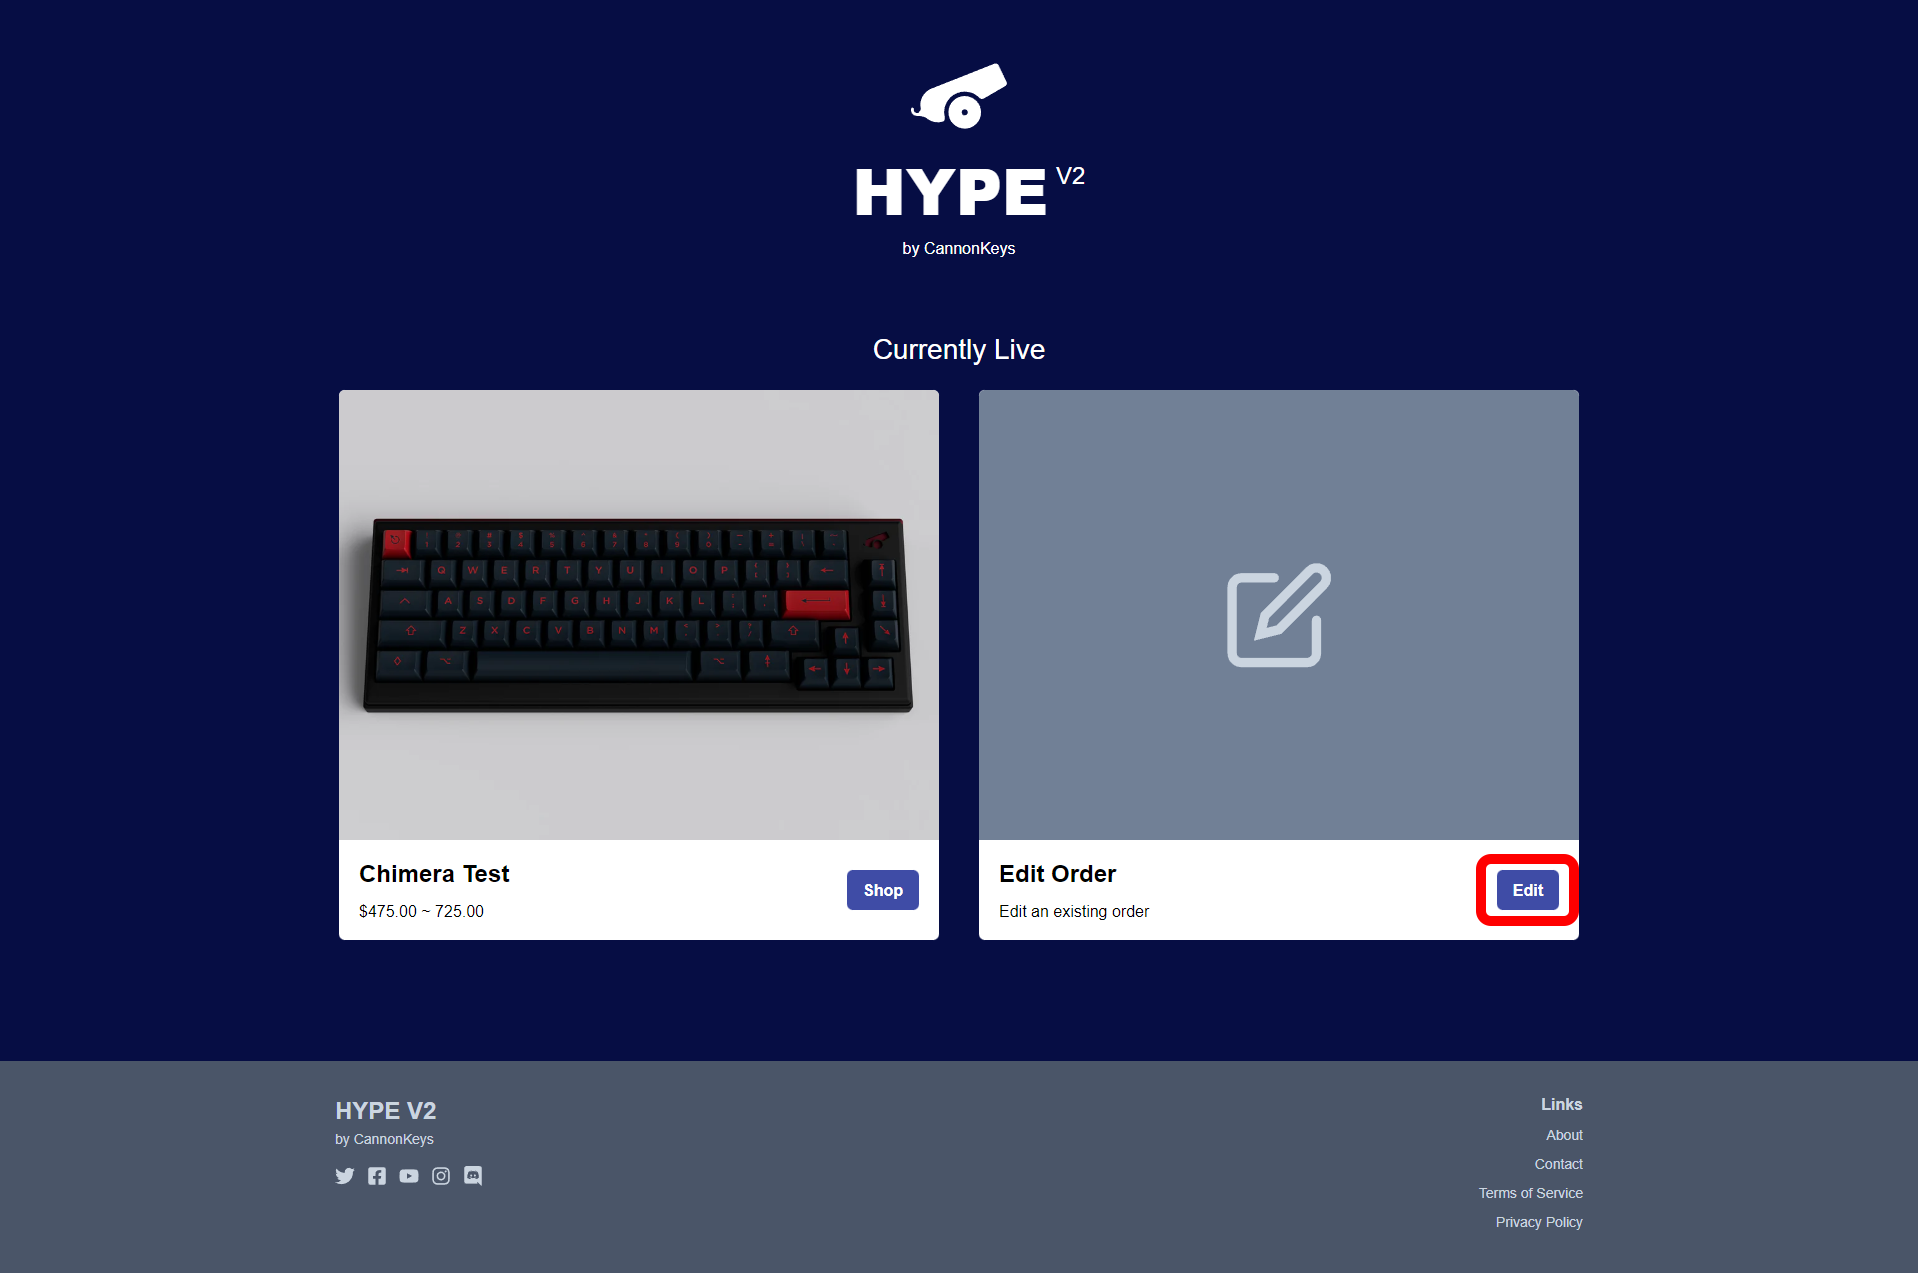 HYPE V2
by CannonKeys
Currently Live
Q W E R T Y U I O P
A S D F G H J K L
Z X C V B N M
Chimera Test
$475.00 ~ 725.00
Shop
Edit Order
Edit an existing order
Edit
HYPE V2
by CannonKeys
Links
About
Contact
Terms of Service
Privacy Policy